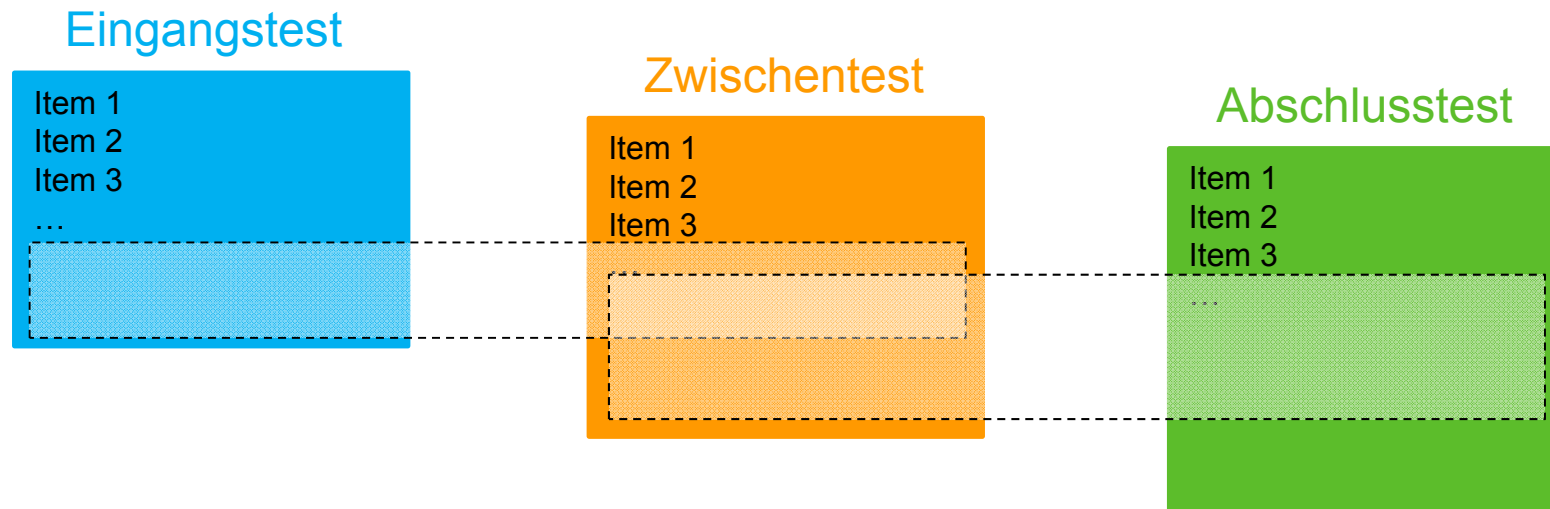 Eingangstest
Item 1
Item 2
Item 3
…
Zwischentest
Item 1
Item 2
Item 3
…
Abschlusstest
Item 1
Item 2
Item 3
…